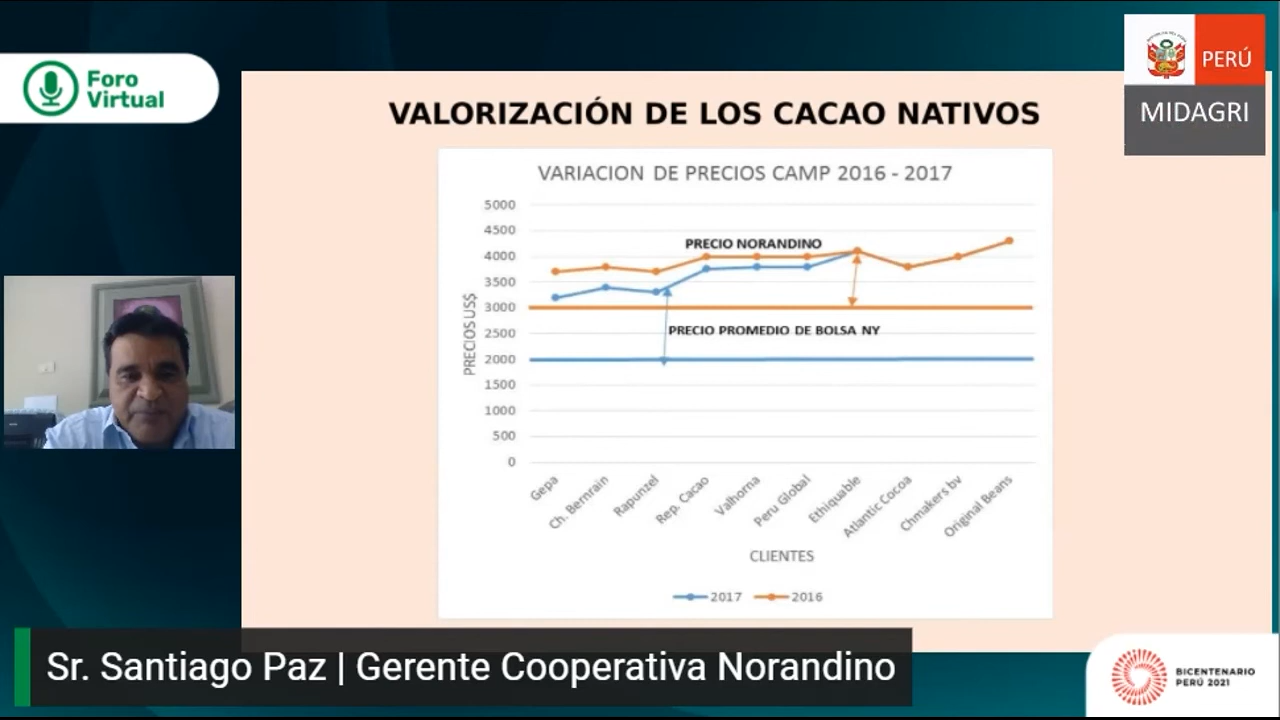 Foro
Virtual
PERÚ
MIDAGRI
VALORIZACIÓN DE LOS CACAO NATIVOS
VARIACION DE PRECIOS CAMP 2016 - 2017
PRECIOS US$
5000
4500
4000
3500
3000
2500
2000
1500
1000
500
0
PRECIO NORANDINO
PRECIO PROMEDIO DE BOLSA NY
Gepa
Ch. Bernrain
Rapunzel
Rep. Cacao
Valhorna
Peru Global
Ethiquable
Atlantic Cocoa
Chmakers bv
Original Beans
CLIENTES
2017
2016
Sr. Santiago Paz | Gerente Cooperativa Norandino
BICENTENARIO
PERÚ 2021